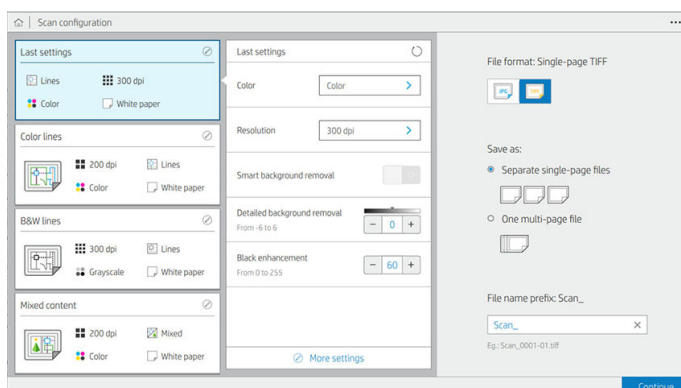 Scan configuration
Last settings
Lines
300 dpi
Color
White paper
Color lines
200 dpi
Lines
Color
White paper
B&W lines
300 dpi
Lines
Grayscale
White paper
Mixed content
200 dpi
Mixed
Color
White paper
Last settings
Color
Color
Resolution
300 dpi
Smart background removal
Detailed background removal
From -6 to 6
- 0 +
Black enhancement
From 0 to 255
- 60 +
More settings
File format: Single-page TIFF
JPG
Save as:
Separate single-page files
One multi-page file
File name prefix: Scan_
Scan_
Eg.: Scan_0001-01.tiff
Continue